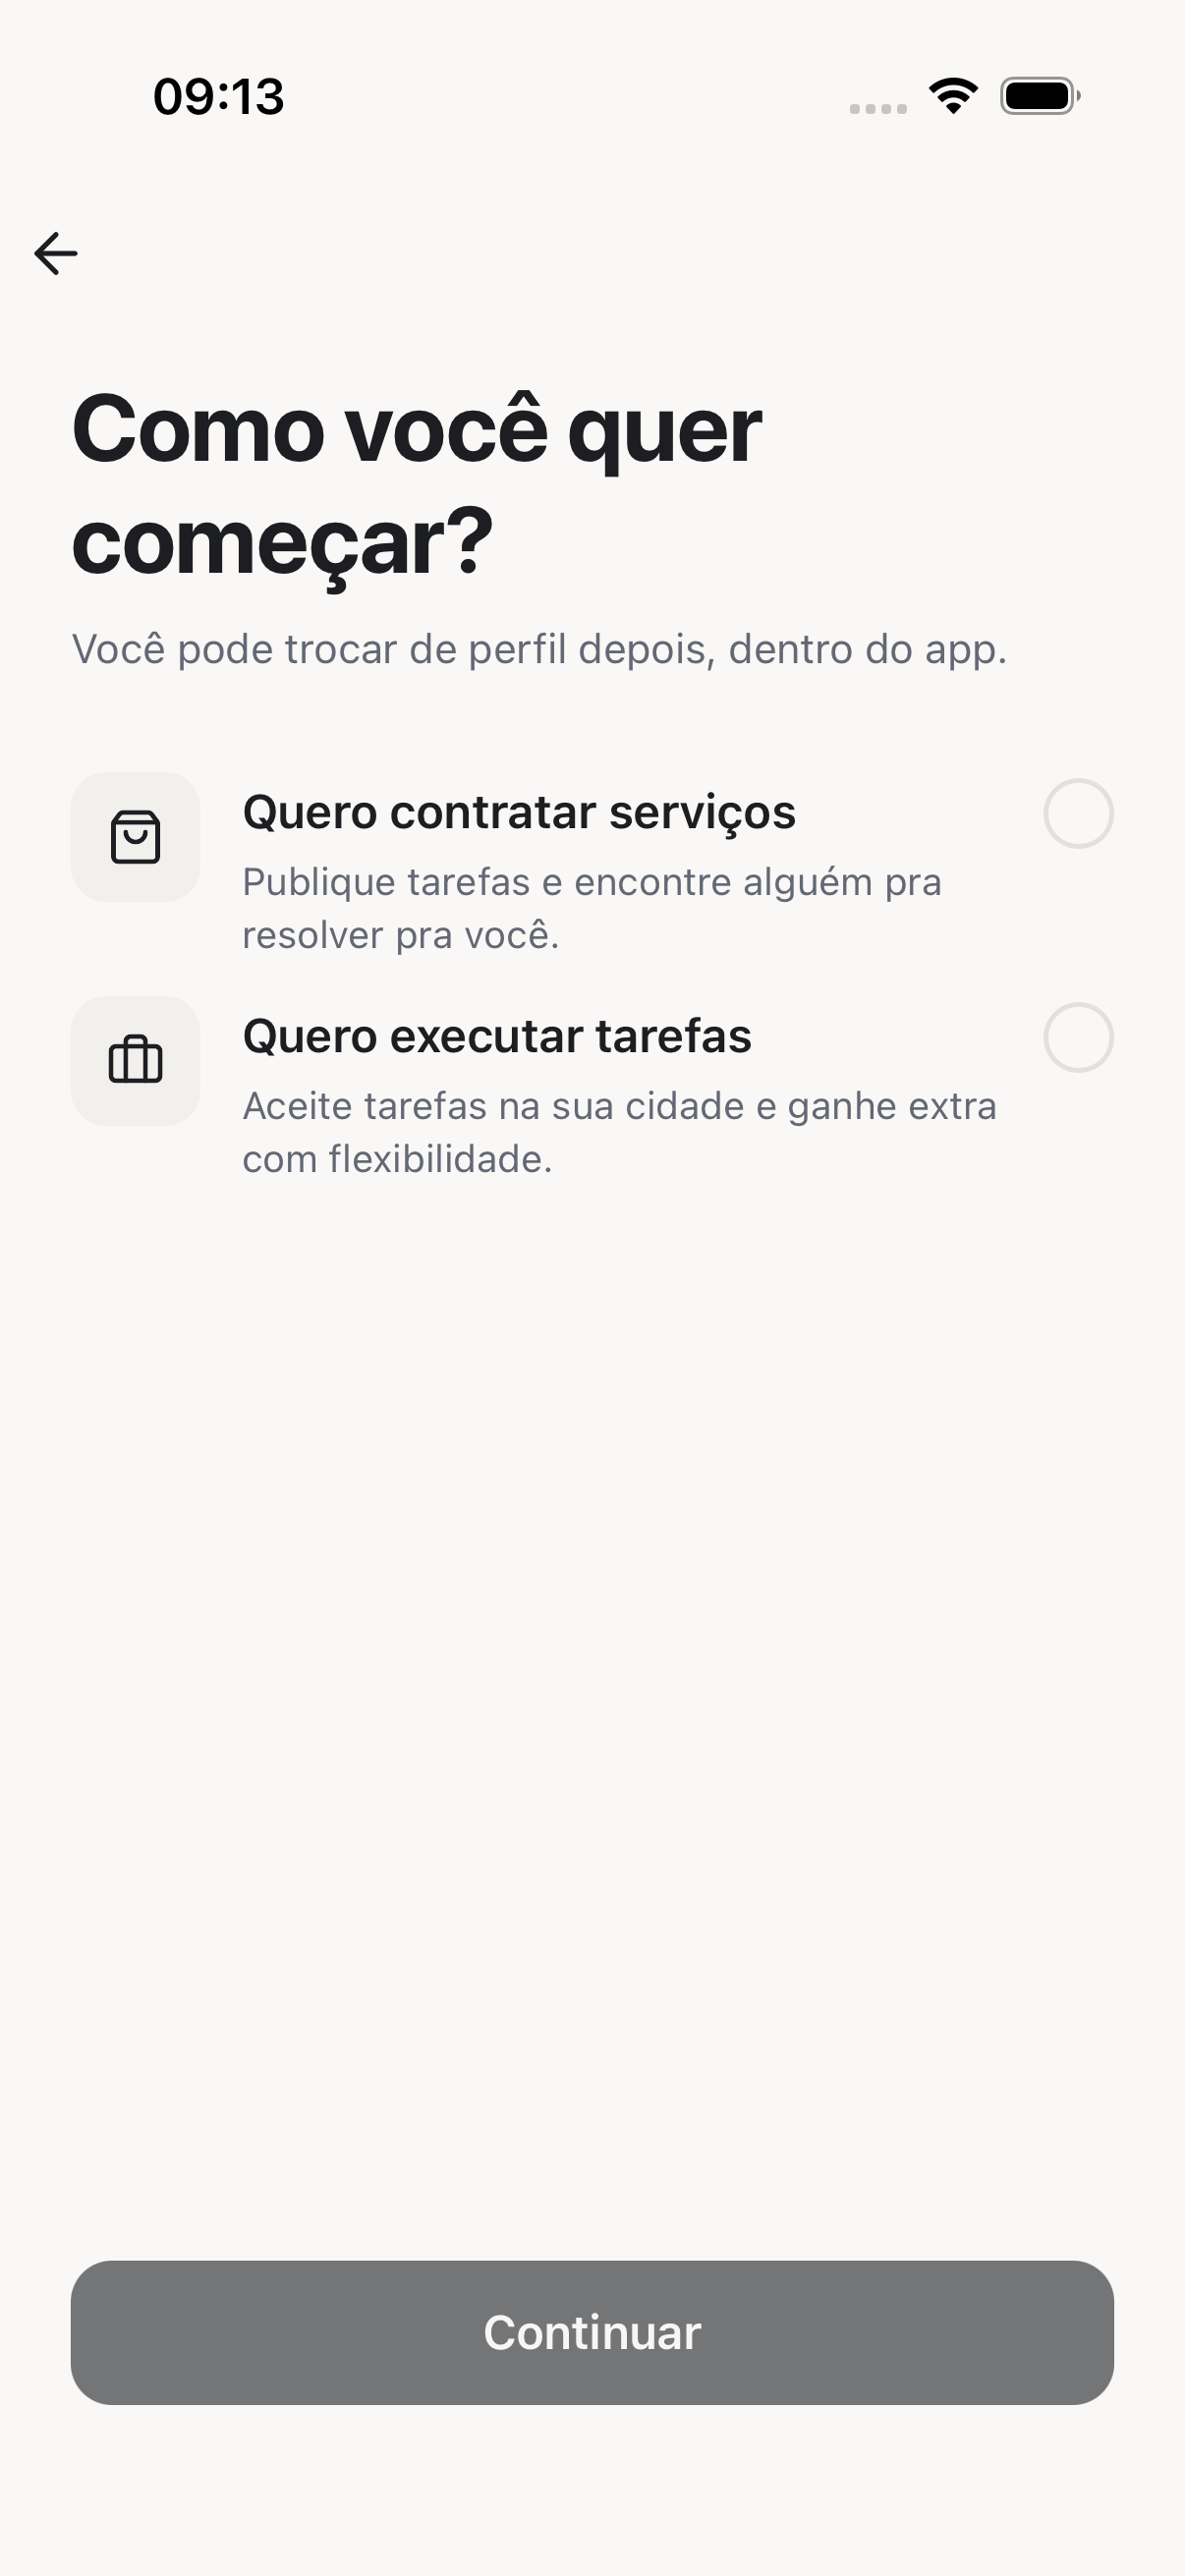 09:13
Como você quer
começar?
Você pode trocar de perfil depois, dentro do app.
Quero contratar serviços
Publique tarefas e encontre alguém pra
resolver pra você.
Quero executar tarefas
Aceite tarefas na sua cidade e ganhe extra
com flexibilidade.
Continuar